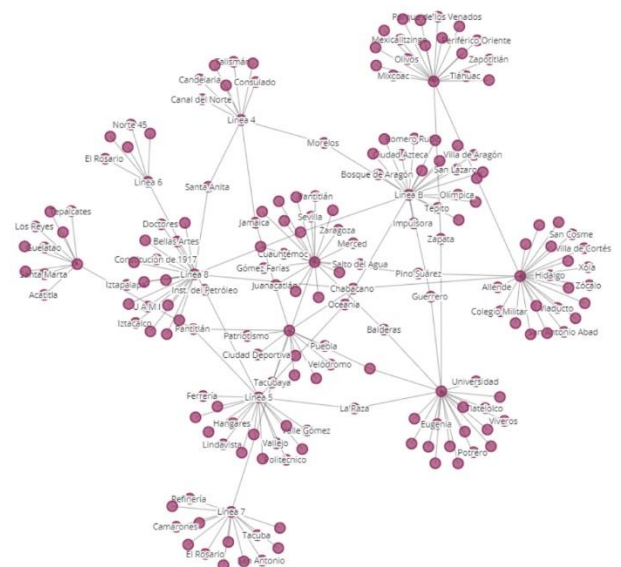 Parque de los Venados
Mexicaltzingo
Periférico Oriente
Olivos
Zapotitlán
Mixcoac
Tláhuac
Talismán
Candelaria
Consulado
Canal del Norte
Línea 4
Norte 45
El Rosario
Línea 6
Morelos
Romero Rubio
Ciudad Azteca
Villa de Aragón
Bosque de Aragón
San Lázaro
Santa Anita
Línea B
Olímpica
Pantitlán
Tepito
Sevilla
Impulsora
Jamaica
Zaragoza
Tepalcates
Los Reyes
Doctores
Zapata
Guelatao
Bellas Artes
Merced
San Cosme
Cuauhtémoc
Villa de Cortés
Constitución de 1917
Salto del Agua
Xola
Santa Marta
Gómez Farías
Línea 8
Pino Suárez
Hidalgo
Iztapalapa
Inst. del Petróleo
Juanacatlán
Chabacano
Allende
Zócalo
Acatitla
Guerrero
Oceanía
Colegio Militar
Viaducto
U A M I
Iztacalco
Pantitlán
Balderas
San Antonio Abad
Patriotismo
Puebla
Ciudad Deportiva
Velódromo
Tacubaya
Universidad
Ferrería
Línea 5
La Raza
Tlatelolco
Hangares
Valle Gómez
Eugenia
Viveros
Lindavista
Vallejo
Politécnico
Potrero
Refinería
Línea 7
Camarones
Tacuba
El Rosario
San Antonio